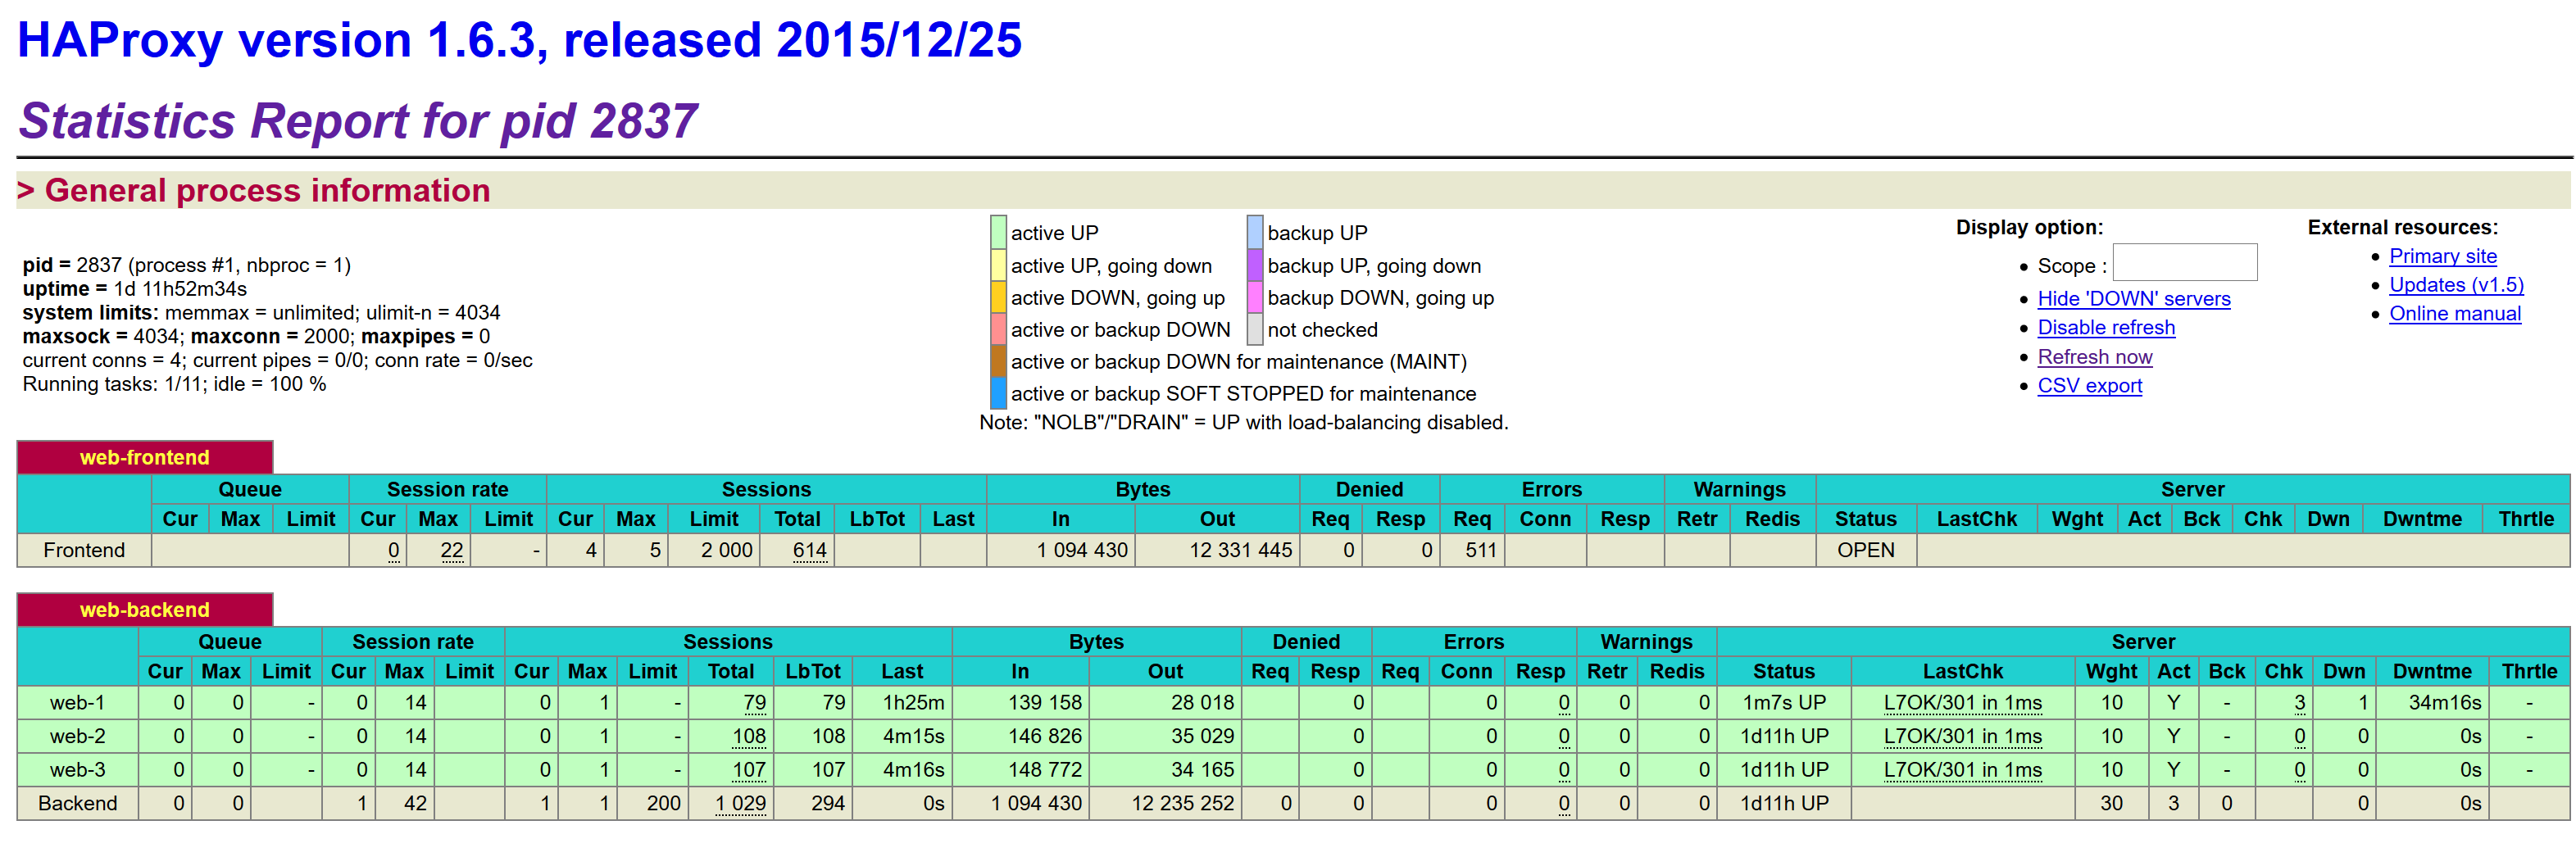 HAProxy version 1.6.3, released 2015/12/25
Statistics Report for pid 2837
> General process information
pid = 2837 (process #1, nbproc = 1)
uptime = 1d 11h52m34s
system limits: memmax = unlimited; ulimit-n = 4034
maxsock = 4034; maxconn = 2000; maxpipes = 0
current conns = 4; current pipes = 0/0; conn rate = 0/sec
Running tasks: 1/11; idle = 100 %
active UP backup UP
active UP, going down backup UP, going down
active DOWN, going up backup DOWN, going up
active or backup DOWN not checked
active or backup DOWN for maintenance (MAINT)
active or backup SOFT STOPPED for maintenance
Note: "NOLB"/"DRAIN" = UP with load-balancing disabled.
Display option:
• Scope :
• Hide 'DOWN' servers
• Disable refresh
• Refresh now
• CSV export
External resources:
• Primary site
• Updates (v1.5)
• Online manual
web-frontend
Queue Session rate Sessions Bytes Denied Errors Warnings Server
Cur Max Limit Cur Max Limit Cur Max Limit Total LbTot Last In Out Req Resp Req Conn Resp Retr Redis Status LastChk Wght Act Bck Chk Dwn Dwntme Thrtle
Frontend 0 22 - 4 5 2 000 614 1 094 430 12 331 445 0 0 511 OPEN
web-backend
Queue Session rate Sessions Bytes Denied Errors Warnings Server
Cur Max Limit Cur Max Limit Cur Max Limit Total LbTot Last In Out Req Resp Req Conn Resp Retr Redis Status LastChk Wght Act Bck Chk Dwn Dwntme Thrtle
web-1 0 0 - 0 14 0 1 - 79 79 1h25m 139 158 28 018 0 0 0 0 0 1m7s UP L7OK/301 in 1ms 10 Y - 3 1 34m16s -
web-2 0 0 - 0 14 0 1 - 108 108 4m15s 146 826 35 029 0 0 0 0 0 1d11h UP L7OK/301 in 1ms 10 Y - 0 0 0s -
web-3 0 0 - 0 14 0 1 - 107 107 4m16s 148 772 34 165 0 0 0 0 0 1d11h UP L7OK/301 in 1ms 10 Y - 0 0 0s -
Backend 0 0 1 42 1 1 200 1 029 294 0s 1 094 430 12 235 252 0 0 0 0 0 0 1d11h UP 30 3 0 0 0s